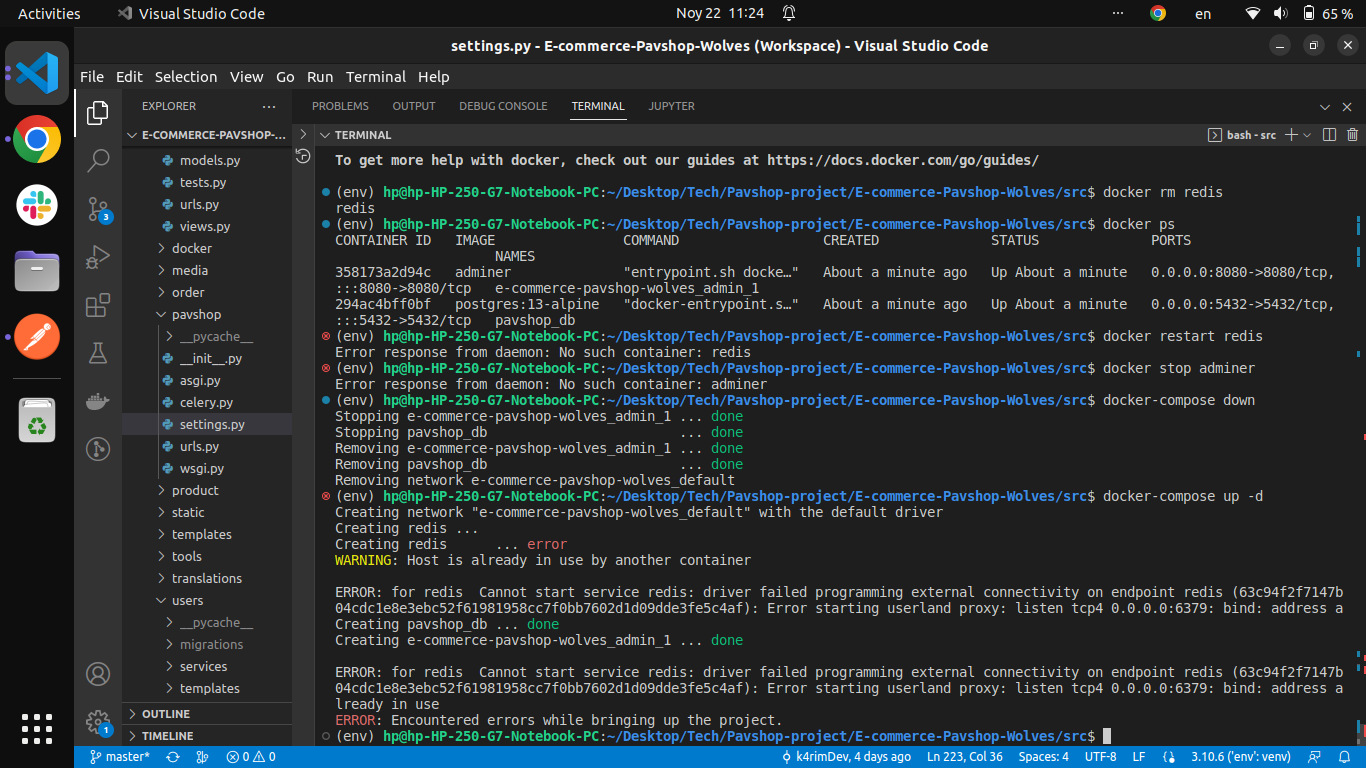 Activities
Visual Studio Code
Noy 22 11:24
en
65 %
settings.py - E-commerce-Pavshop-Wolves (Workspace) - Visual Studio Code
File Edit Selection View Go Run Terminal Help
EXPLORER
PROBLEMS OUTPUT DEBUG CONSOLE TERMINAL JUPYTER
E-COMMERCE-PAVSHOP-...
TERMINAL
bash - src
models.py
tests.py
urls.py
views.py
docker
media
order
pavshop
__pycache__
__init__.py
asgi.py
celery.py
settings.py
urls.py
wsgi.py
product
static
templates
tools
translations
users
__pycache__
migrations
services
templates
OUTLINE
TIMELINE
3
1
To get more help with docker, check out our guides at https://docs.docker.com/go/guides/
(env) hp@hp-HP-250-G7-Notebook-PC:~/Desktop/Tech/Pavshop-project/E-commerce-Pavshop-Wolves/src$ docker rm redis
redis
(env) hp@hp-HP-250-G7-Notebook-PC:~/Desktop/Tech/Pavshop-project/E-commerce-Pavshop-Wolves/src$ docker ps
CONTAINER ID IMAGE COMMAND CREATED STATUS PORTS
NAMES
358173a2d94c adminer "entrypoint.sh docke…" About a minute ago Up About a minute 0.0.0.0:8080->8080/tcp,
:::8080->8080/tcp e-commerce-pavshop-wolves_admin_1
294ac4bff0bf postgres:13-alpine "docker-entrypoint.s…" About a minute ago Up About a minute 0.0.0.0:5432->5432/tcp,
:::5432->5432/tcp pavshop_db
(env) hp@hp-HP-250-G7-Notebook-PC:~/Desktop/Tech/Pavshop-project/E-commerce-Pavshop-Wolves/src$ docker restart redis
Error response from daemon: No such container: redis
(env) hp@hp-HP-250-G7-Notebook-PC:~/Desktop/Tech/Pavshop-project/E-commerce-Pavshop-Wolves/src$ docker stop adminer
Error response from daemon: No such container: adminer
(env) hp@hp-HP-250-G7-Notebook-PC:~/Desktop/Tech/Pavshop-project/E-commerce-Pavshop-Wolves/src$ docker-compose down
Stopping e-commerce-pavshop-wolves_admin_1 ... done
Stopping pavshop_db ... done
Removing e-commerce-pavshop-wolves_admin_1 ... done
Removing pavshop_db ... done
Removing network e-commerce-pavshop-wolves_default
(env) hp@hp-HP-250-G7-Notebook-PC:~/Desktop/Tech/Pavshop-project/E-commerce-Pavshop-Wolves/src$ docker-compose up -d
Creating network "e-commerce-pavshop-wolves_default" with the default driver
Creating redis ...
Creating redis ... error
WARNING: Host is already in use by another container
ERROR: for redis Cannot start service redis: driver failed programming external connectivity on endpoint redis (63c94f2f7147b
04cdc1e8e3ebc52f61981958cc7f0bb7602d1d09dde3fe5c4af): Error starting userland proxy: listen tcp4 0.0.0.0:6379: bind: address a
Creating pavshop_db ... done
Creating e-commerce-pavshop-wolves_admin_1 ... done
ERROR: for redis Cannot start service redis: driver failed programming external connectivity on endpoint redis (63c94f2f7147b
04cdc1e8e3ebc52f61981958cc7f0bb7602d1d09dde3fe5c4af): Error starting userland proxy: listen tcp4 0.0.0.0:6379: bind: address a
lready in use
ERROR: Encountered errors while bringing up the project.
(env) hp@hp-HP-250-G7-Notebook-PC:~/Desktop/Tech/Pavshop-project/E-commerce-Pavshop-Wolves/src$
master* 0 0 k4rimDev, 4 days ago Ln 223, Col 36 Spaces: 4 UTF-8 LF 3.10.6 ('env': venv)